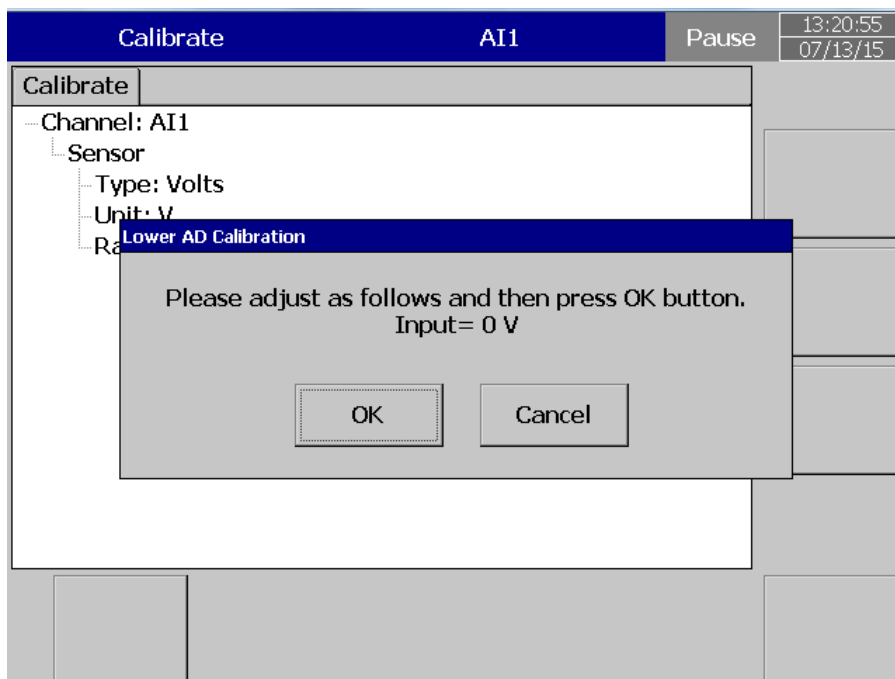 Calibrate AI1 Pause 13:20:55
07/13/15
Calibrate
Channel: AI1
Sensor
Type: Volts
Unit: V
Lower AD Calibration
Please adjust as follows and then press OK button.
Input= 0 V
OK Cancel